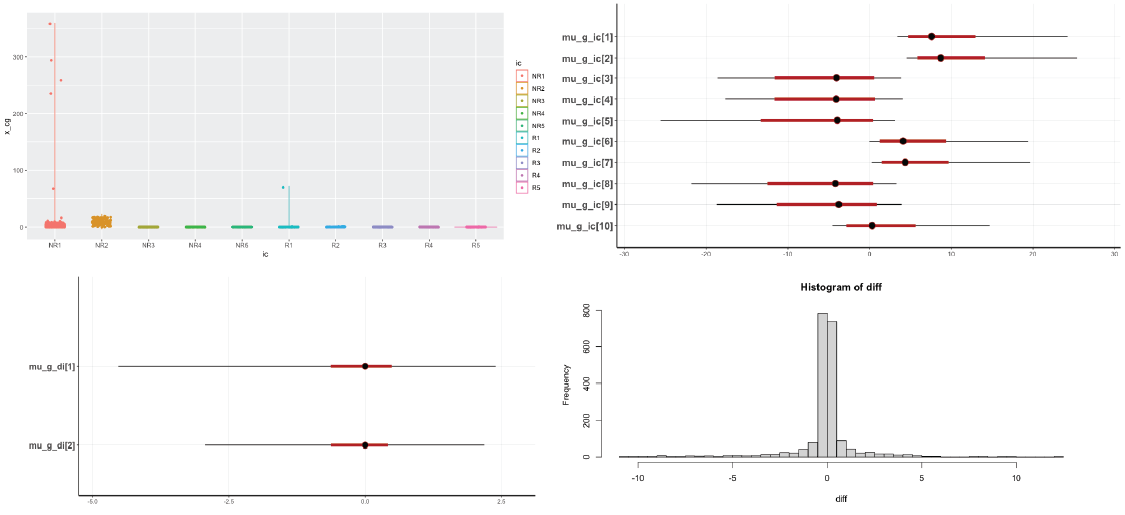 300
200
100
0
x_cg
NR1
NR2
NR3
NR4
NR5
R1
R2
R3
R4
R5
ic
ic
NR1
NR2
NR3
NR4
NR5
R1
R2
R3
R4
R5
mu_g_ic[1]
mu_g_ic[2]
mu_g_ic[3]
mu_g_ic[4]
mu_g_ic[5]
mu_g_ic[6]
mu_g_ic[7]
mu_g_ic[8]
mu_g_ic[9]
mu_g_ic[10]
-30
-20
-10
0
10
20
30
mu_g_di[1]
mu_g_di[2]
-5.0
-2.5
0.0
2.5
Histogram of diff
Frequency
800
600
400
200
0
-10
-5
0
5
10
diff